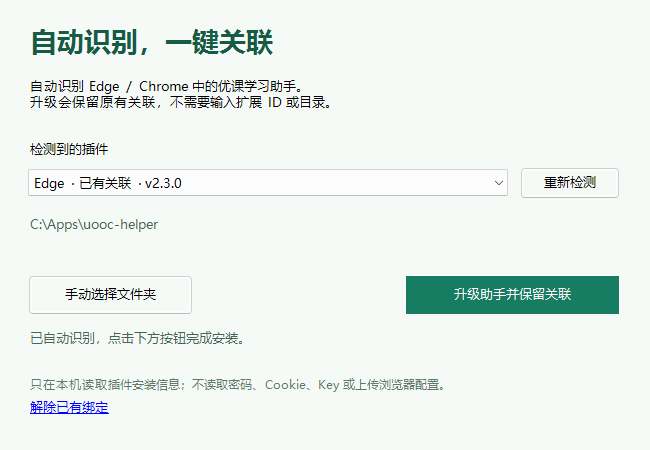 自动识别，一键关联
自动识别 Edge / Chrome 中的优课学习助手。
升级会保留原有关联，不需要输入扩展 ID 或目录。
检测到的插件
Edge · 已有关联 · v2.3.0
重新检测
C:\Apps\uooc-helper
手动选择文件夹
升级助手并保留关联
已自动识别，点击下方按钮完成安装。
只在本机读取插件安装信息；不读取密码、Cookie、Key 或上传浏览器配置。
解除已有绑定